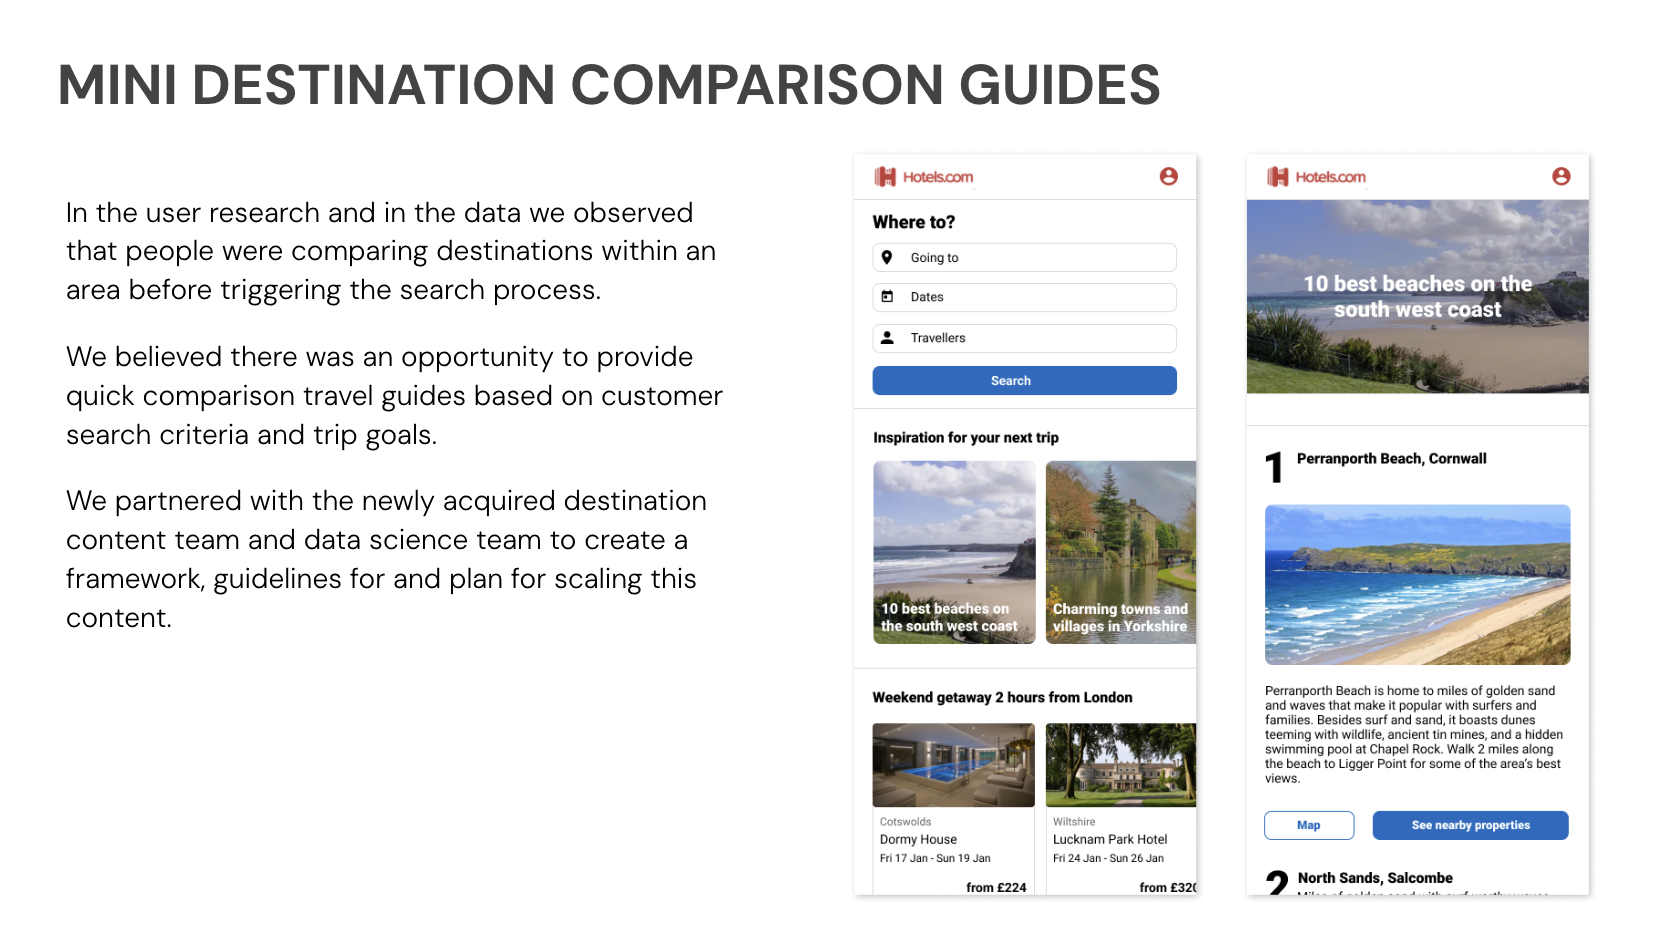 MINI DESTINATION COMPARISON GUIDES
In the user research and in the data we observed
that people were comparing destinations within an
area before triggering the search process.
We believed there was an opportunity to provide
quick comparison travel guides based on customer
search criteria and trip goals.
We partnered with the newly acquired destination
content team and data science team to create a
framework, guidelines for and plan for scaling this
content.
Hotels.com
Where to?
Going to
Dates
Travellers
Search
Inspiration for your next trip
10 best beaches on
the south west coast
Charming towns and
villages in Yorkshire
Weekend getaway 2 hours from London
Cotswolds
Dormy House
Fri 17 Jan - Sun 19 Jan
from £224
Wiltshire
Lucknam Park Hotel
Fri 24 Jan - Sun 26 Jan
from £320
Hotels.com
10 best beaches on the
south west coast
1 Perranporth Beach, Cornwall
Perranporth Beach is home to miles of golden sand
and waves that make it popular with surfers and
families. Besides surf and sand, it boasts dunes
teeming with wildlife, ancient tin mines, and a hidden
swimming pool at Chapel Rock. Walk 2 miles along
the beach to Ligger Point for some of the area's best
views.
Map
See nearby properties
2 North Sands, Salcombe
Miles of golden sand with surf worthy waves